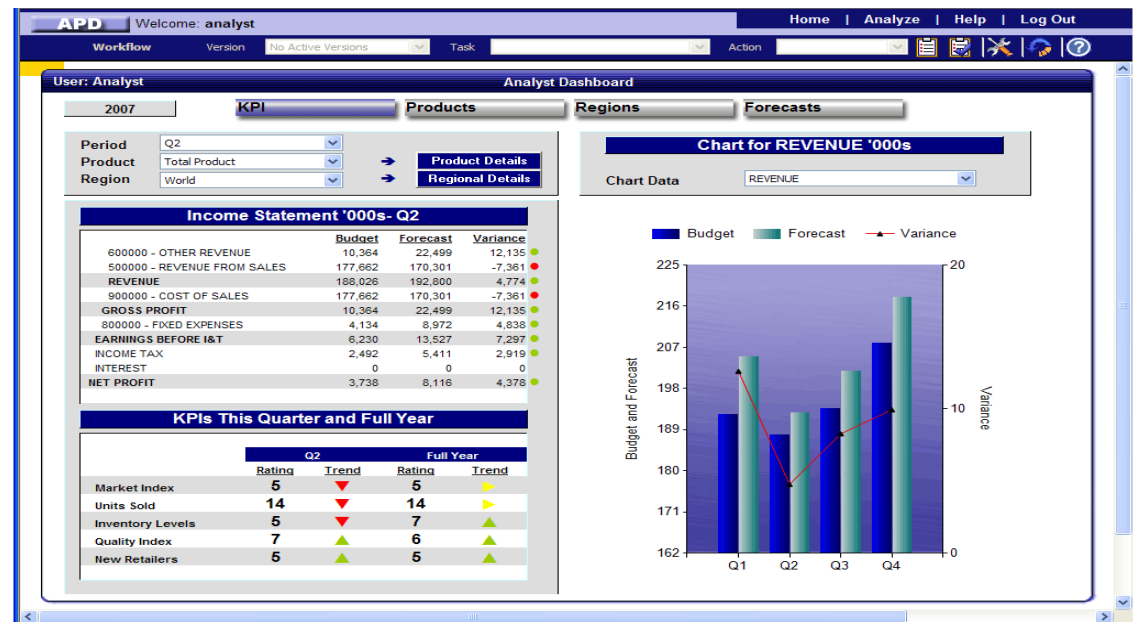 APD Welcome: analyst Home | Analyze | Help | Log Out
Workflow Version No Active Versions Task Action
User: Analyst Analyst Dashboard
2007 KPI Products Regions Forecasts
Period Q2
Product Total Product Product Details
Region World Regional Details
Chart for REVENUE '000s
Chart Data REVENUE
Income Statement '000s- Q2
Budget Forecast Variance
600000 - OTHER REVENUE 10,364 22,499 12,135
500000 - REVENUE FROM SALES 177,662 170,301 -7,361
REVENUE 188,026 192,800 4,774
900000 - COST OF SALES 177,662 170,301 -7,361
GROSS PROFIT 10,364 22,499 12,135
800000 - FIXED EXPENSES 4,134 8,972 4,838
EARNINGS BEFORE I&T 6,230 13,527 7,297
INCOME TAX 2,492 5,411 2,919
INTEREST 0 0 0
NET PROFIT 3,738 8,116 4,378
KPIs This Quarter and Full Year
Q2 Full Year
Rating Trend Rating Trend
Market Index 5 5
Units Sold 14 14
Inventory Levels 5 7
Quality Index 7 6
New Retailers 5 5
Budget Forecast Variance
225 20
216
207
198
189 10
180
171
162 0
Q1 Q2 Q3 Q4
Budget and Forecast
Variance